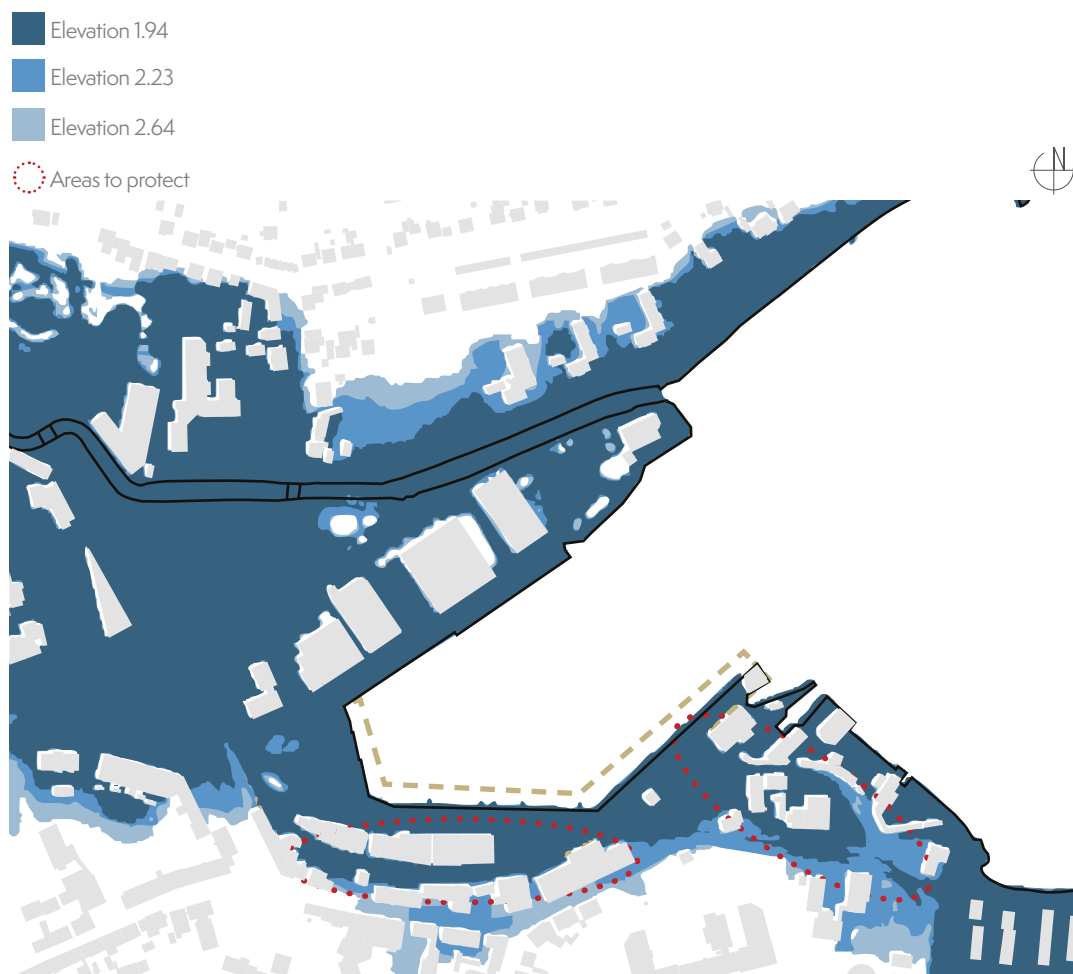 Elevation 1.94
Elevation 2.23
Elevation 2.64
Areas to protect
N